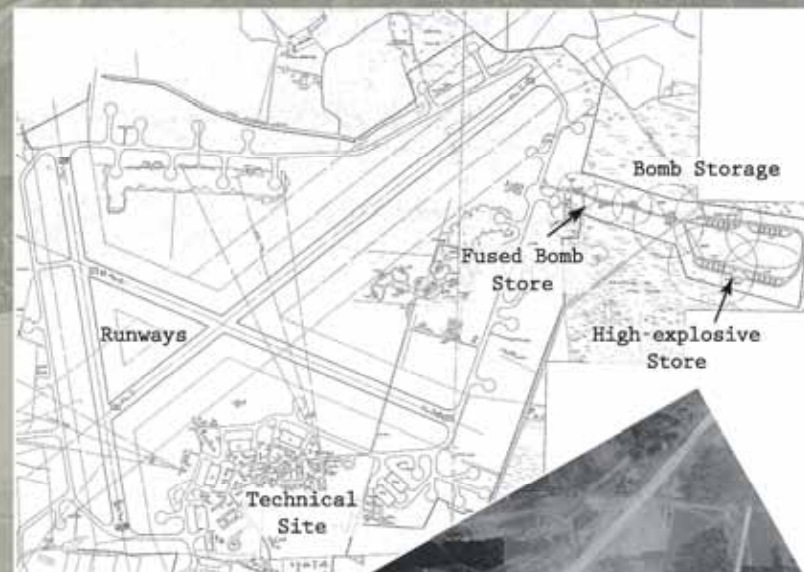 Bomb Storage
Fused Bomb
Store
High-explosive
Store
Runways
Technical
Site